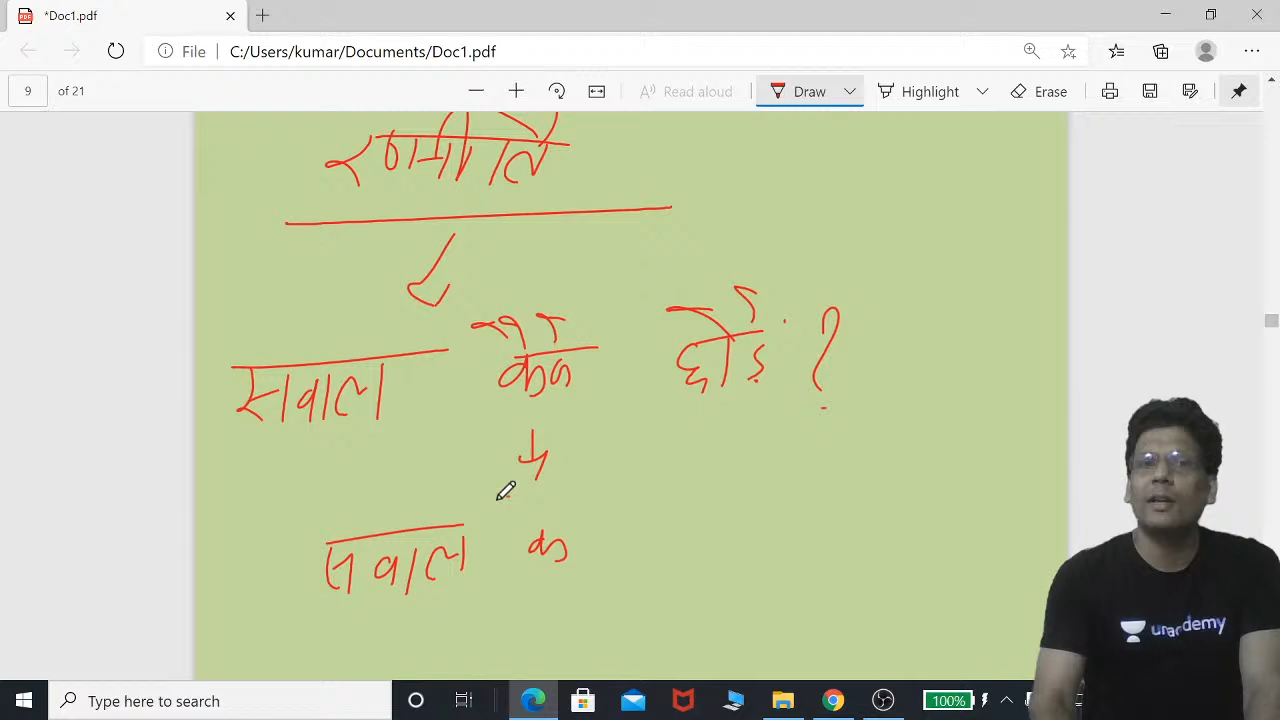 *Doc1.pdf
File C:/Users/kumar/Documents/Doc1.pdf
9 of 21 Read aloud Draw Highlight Erase
रणनीति
सवाल कैसे छोड़ें ?
सवाल क
unacademy
Type here to search 100%